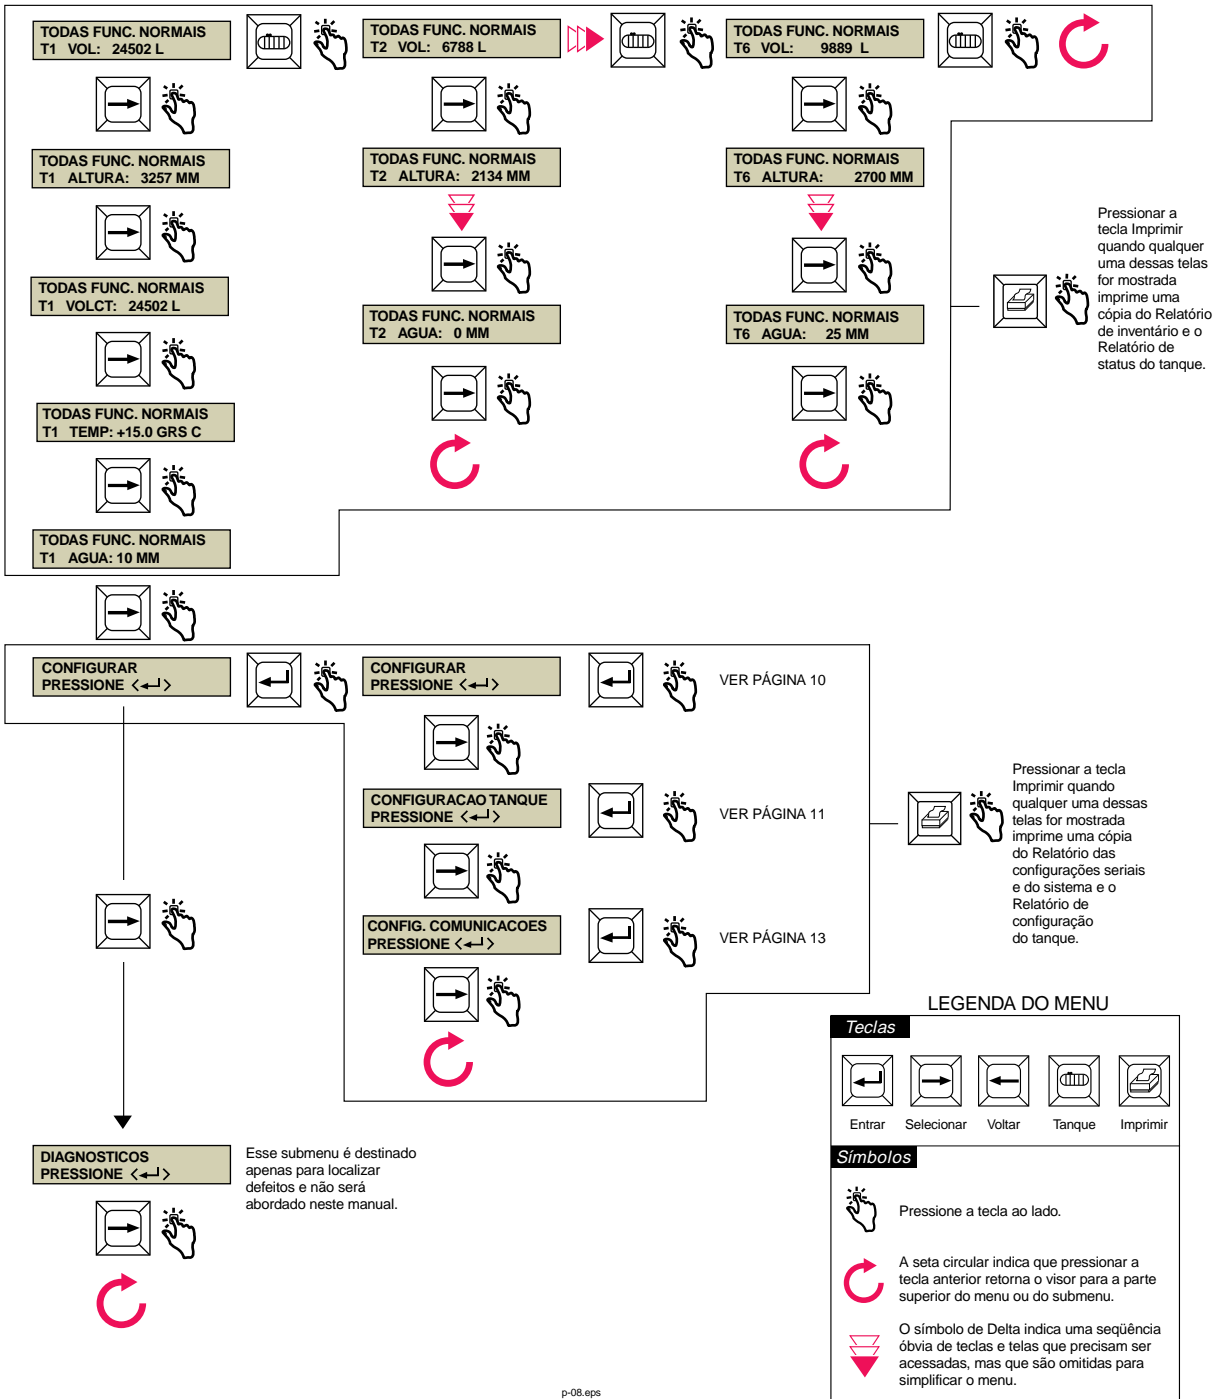 TODAS FUNC. NORMAIS
T1 VOL: 24502 L
TODAS FUNC. NORMAIS
T2 VOL: 6788 L
TODAS FUNC. NORMAIS
T6 VOL: 9889 L
TODAS FUNC. NORMAIS
T1 ALTURA: 3257 MM
TODAS FUNC. NORMAIS
T2 ALTURA: 2134 MM
TODAS FUNC. NORMAIS
T6 ALTURA: 2700 MM
TODAS FUNC. NORMAIS
T1 VOLCT: 24502 L
TODAS FUNC. NORMAIS
T2 AGUA: 0 MM
TODAS FUNC. NORMAIS
T6 AGUA: 25 MM
Pressionar a
tecla Imprimir
quando qualquer
uma dessas telas
for mostrada
imprime uma
cópia do Relatório
de inventário e o
Relatório de
status do tanque.
TODAS FUNC. NORMAIS
T1 TEMP: +15.0 GRS C
TODAS FUNC. NORMAIS
T1 AGUA: 10 MM
CONFIGURAR
PRESSIONE < >
CONFIGURAR
PRESSIONE < >
VER PÁGINA 10
CONFIGURACAO TANQUE
PRESSIONE < >
VER PÁGINA 11
CONFIG. COMUNICACOES
PRESSIONE < >
VER PÁGINA 13
Pressionar a tecla
Imprimir quando
qualquer uma dessas
telas for mostrada
imprime uma cópia
do Relatório das
configurações seriais
e do sistema e o
Relatório de
configuração
do tanque.
DIAGNOSTICOS
PRESSIONE < >
Esse submenu é destinado
apenas para localizar
defeitos e não será
abordado neste manual.
LEGENDA DO MENU
Teclas
Entrar Selecionar Voltar Tanque Imprimir
Símbolos
Pressione a tecla ao lado.
A seta circular indica que pressionar a
tecla anterior retorna o visor para a parte
superior do menu ou do submenu.
O símbolo de Delta indica uma seqüência
óbvia de teclas e telas que precisam ser
acessadas, mas que são omitidas para
simplificar o menu.
p-08.eps